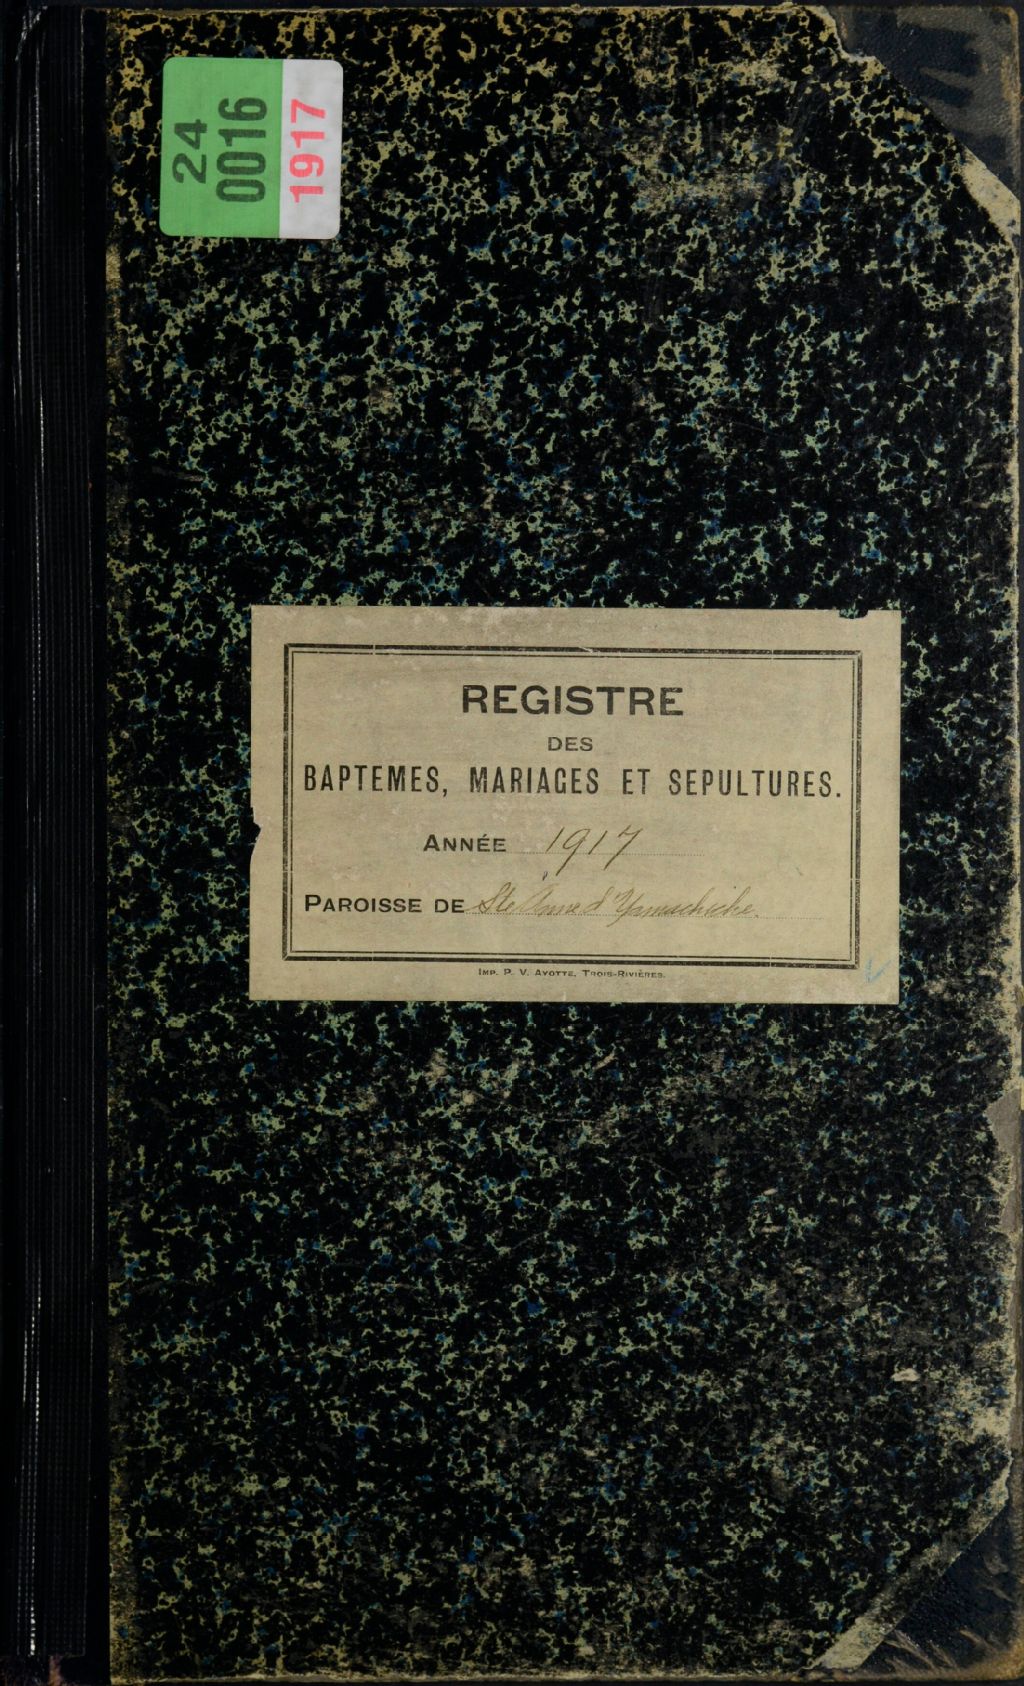 24
0016
1917
REGISTRE
DES
BAPTEMES, MARIAGES ET SEPULTURES.
ANNÉE 1917
PAROISSE DE Ste Anne d'Yamachiche.
IMP. P. V. AYOTTE, TROIS-RIVIÈRES.